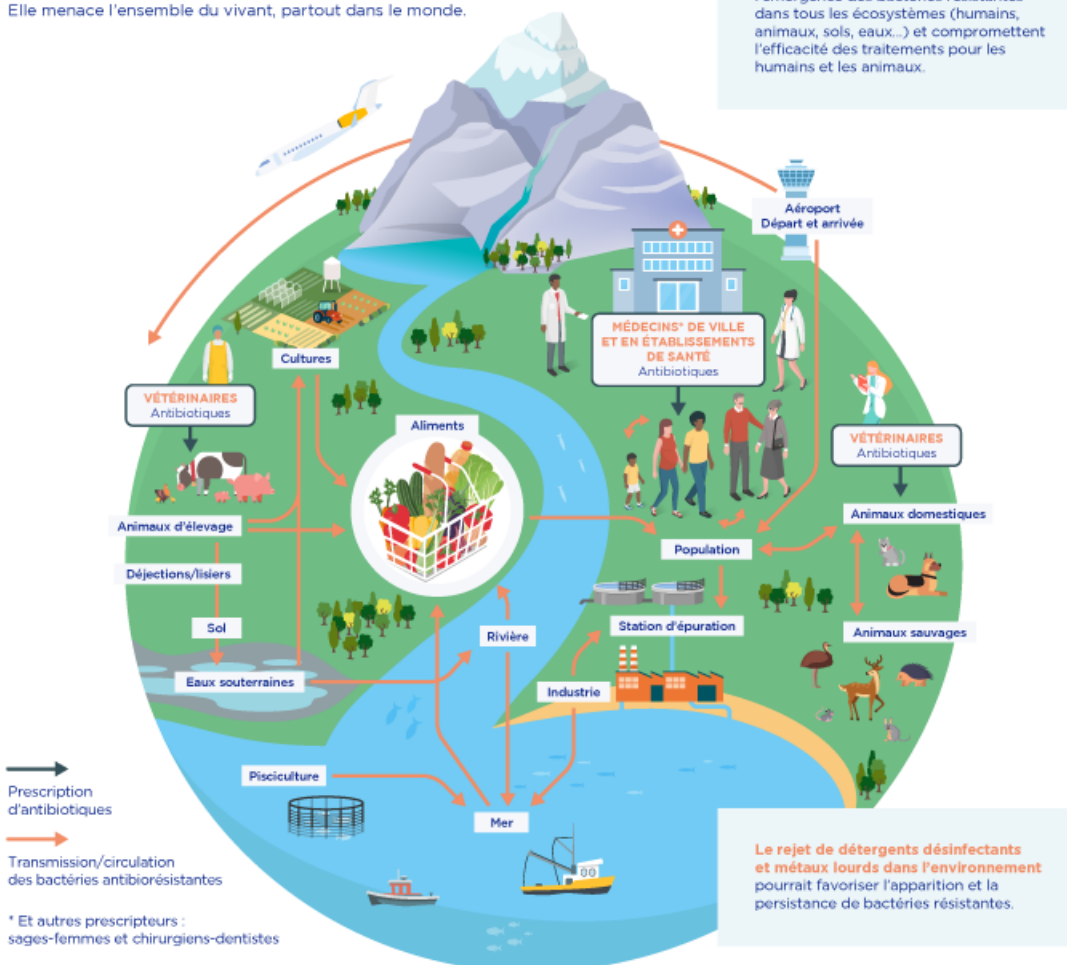 Elle menace l'ensemble du vivant, partout dans le monde.
dans tous les écosystèmes (humains,
animaux, sols, eaux...) et compromettent
l'efficacité des traitements pour les
humains et les animaux.
Aéroport
Départ et arrivée
MÉDECINS* DE VILLE
ET EN ÉTABLISSEMENTS
DE SANTÉ
Antibiotiques
Cultures
VÉTÉRINAIRES
Antibiotiques
Aliments
VÉTÉRINAIRES
Antibiotiques
Animaux d'élevage
Animaux domestiques
Population
Déjections/lisiers
Sol
Rivière
Station d'épuration
Animaux sauvages
Eaux souterraines
Industrie
Pisciculture
Mer
Prescription
d'antibiotiques
Transmission/circulation
des bactéries antibiorésistantes
* Et autres prescripteurs :
sages-femmes et chirurgiens-dentistes
Le rejet de détergents désinfectants
et métaux lourds dans l'environnement
pourrait favoriser l'apparition et la
persistance de bactéries résistantes.